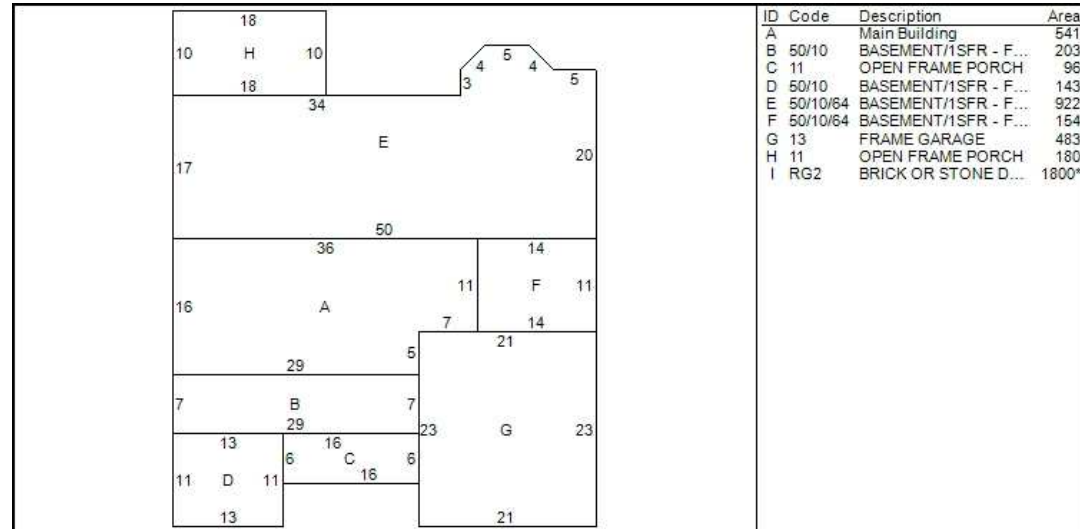 18
10 H 10
18
34
3 4 5 4 5
E
17 20
50
36 14
16 A 11 F 11
7 14
21
5
29
7 B 7
29
23 G 23
13 16
6 C 6
16
11 D 11
13 21
ID Code Description Area
A Main Building 541
B 50/10 BASEMENT/1SFR - F... 203
C 11 OPEN FRAME PORCH 96
D 50/10 BASEMENT/1SFR - F... 143
E 50/10/64 BASEMENT/1SFR - F... 922
F 50/10/64 BASEMENT/1SFR - F... 154
G 13 FRAME GARAGE 483
H 11 OPEN FRAME PORCH 180
I RG2 BRICK OR STONE D... 1800*